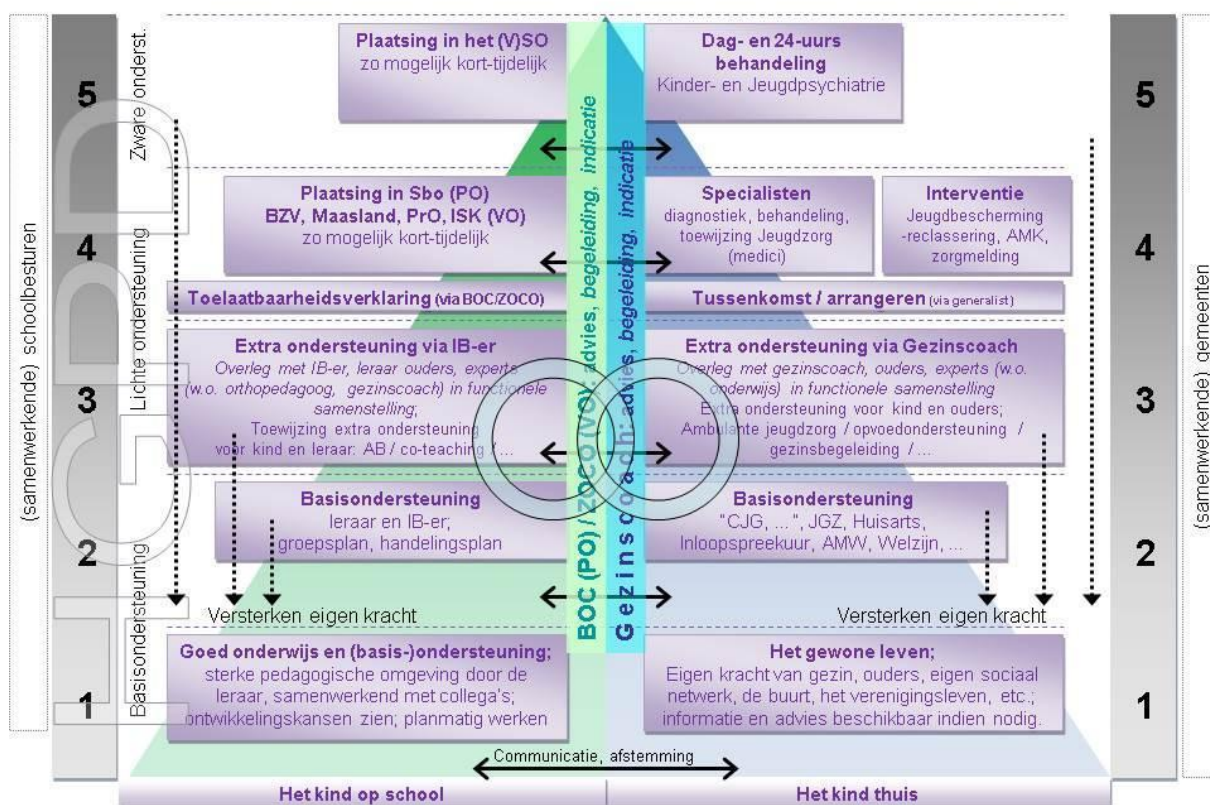 (samenwerkende) schoolbesturen
5
4
3
2
1
Zware onderst.
Lichte ondersteuning
Basisondersteuning
Plaatsing in het (V)SO
zo mogelijk kort-tijdelijk
Dag- en 24-uurs
behandeling
Kinder- en Jeugdpsychiatrie
Plaatsing in Sbo (PO)
BZV, Maasland, PrO, ISK (VO)
zo mogelijk kort-tijdelijk
Specialisten
diagnostiek, behandeling,
toewijzing Jeugdzorg
(medici)
Interventie
Jeugdbescherming
-reclassering, AMK,
zorgmelding
Toelaatbaarheidsverklaring (via BOC/ZOCO)
Tussenkomst / arrangeren (via generalist)
Extra ondersteuning via IB-er
Overleg met IB-er, leraar ouders, experts
(w.o. orthopedagoog, gezinscoach) in functionele
samenstelling;
Toewijzing extra ondersteuning
voor kind en leraar: AB / co-teaching / ...
Extra ondersteuning via Gezinscoach
Overleg met gezinscoach, ouders, experts (w.o.
onderwijs) in functionele samenstelling
Extra ondersteuning voor kind en ouders;
Ambulante jeugdzorg / opvoedondersteuning /
gezinsbegeleiding / ...
Basisondersteuning
leraar en IB-er;
groepsplan, handelingsplan
Basisondersteuning
"CJG, ... ", JGZ, Huisarts,
Inloopspreekuur, AMW, Welzijn, ...
Versterken eigen kracht
Versterken eigen kracht
Goed onderwijs en (basis-)ondersteuning;
sterke pedagogische omgeving door de
leraar, samenwerkend met collega's;
ontwikkelingskansen zien; planmatig werken
Het gewone leven;
Eigen kracht van gezin, ouders, eigen sociaal
netwerk, de buurt, het verenigingsleven, etc.;
informatie en advies beschikbaar indien nodig.
BOC (PO) / ZOCO (VO): advies, begeleiding, indicatie
Gezinscoach: advies, begeleiding, indicatie
Communicatie, afstemming
Het kind op school
Het kind thuis
5
4
3
2
1
(samenwerkende) gemeenten